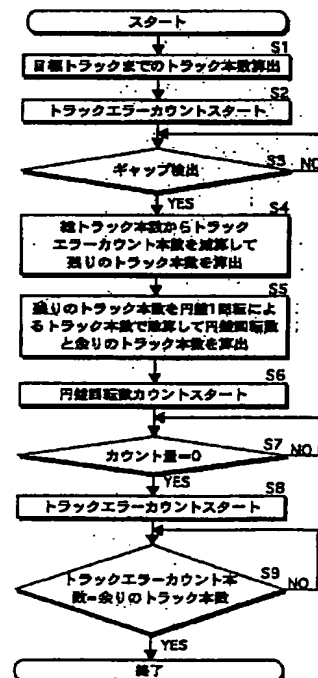 スタート
S1
目標トラックまでのトラック本数算出
S2
トラックエラーカウントスタート
S3
ギャップ検出
NO
YES
S4
総トラック本数からトラック
エラーカウント本数を減算して
残りのトラック本数を算出
S5
残りのトラック本数を円盤1回転によ
るトラック本数で除算して円盤回転数
と余りのトラック本数を算出
S6
円盤回転数カウントスタート
S7
カウント量=0
NO
YES
S8
トラックエラーカウントスタート
S9
トラックエラーカウント本
数=余りのトラック本数
NO
YES
終了